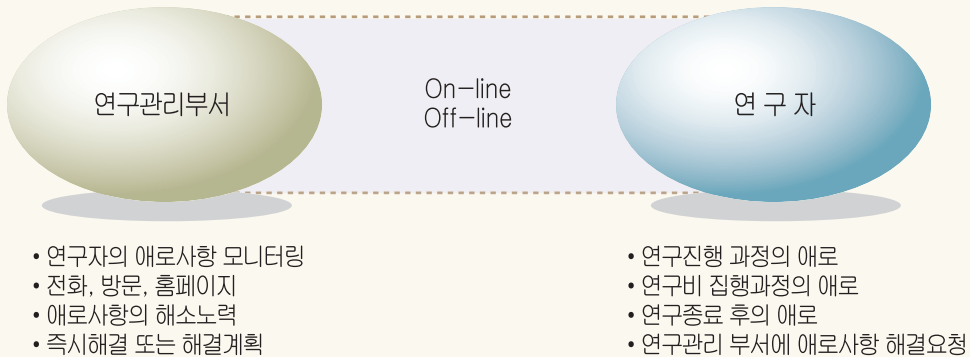 연구관리부서
On-line
Off-line
연 구 자
• 연구자의 애로사항 모니터링
• 전화, 방문, 홈페이지
• 애로사항의 해소노력
• 즉시해결 또는 해결계획
• 연구진행 과정의 애로
• 연구비 집행과정의 애로
• 연구종료 후의 애로
• 연구관리 부서에 애로사항 해결요청